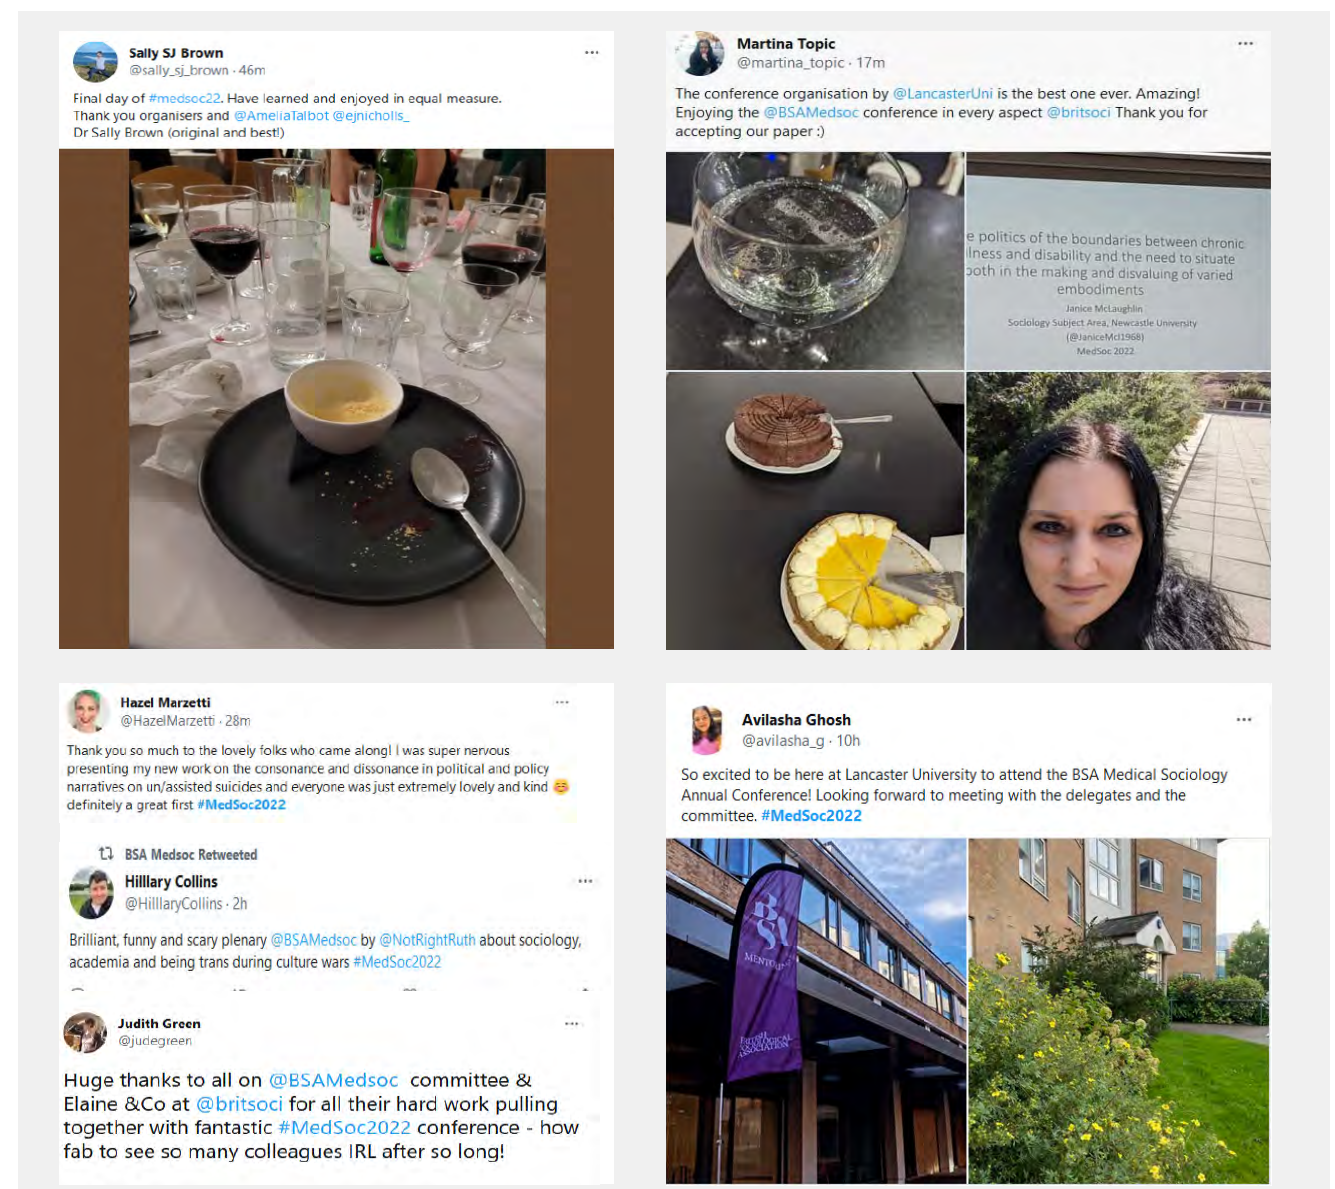 Sally SJ Brown
@sally_sj_brown · 46m
Final day of #medsoc22. Have learned and enjoyed in equal measure.
Thank you organisers and @AmeliaTalbot @ejnicholls_
Dr Sally Brown (original and best!)
Martina Topic
@martina_topic · 17m
The conference organisation by @LancasterUni is the best one ever. Amazing!
Enjoying the @BSAMedsoc conference in every aspect @britsoci Thank you for
accepting our paper :)
e politics of the boundaries between chronic
lness and disability and the need to situate
both in the making and disvaluing of varied
embodiments
Janice McLaughlin
Sociology Subject Area, Newcastle University
(@JaniceMcl1968)
MedSoc 2022
Hazel Marzetti
@HazelMarzetti · 28m
Thank you so much to the lovely folks who came along! I was super nervous
presenting my new work on the consonance and dissonance in political and policy
narratives on un/assisted suicides and everyone was just extremely lovely and kind 😊
definitely a great first #MedSoc2022
BSA Medsoc Retweeted
Hilllary Collins
@HilllaryCollins · 2h
Brilliant, funny and scary plenary @BSAMedsoc by @NotRightRuth about sociology,
academia and being trans during culture wars #MedSoc2022
Judith Green
@judegreen
Huge thanks to all on @BSAMedsoc committee &
Elaine &Co at @britsoci for all their hard work pulling
together with fantastic #MedSoc2022 conference - how
fab to see so many colleagues IRL after so long!
Avilasha Ghosh
@avilasha_g · 10h
So excited to be here at Lancaster University to attend the BSA Medical Sociology
Annual Conference! Looking forward to meeting with the delegates and the
committee. #MedSoc2022
BSA
BRITISH
SOCIOLOGICAL
ASSOCIATION